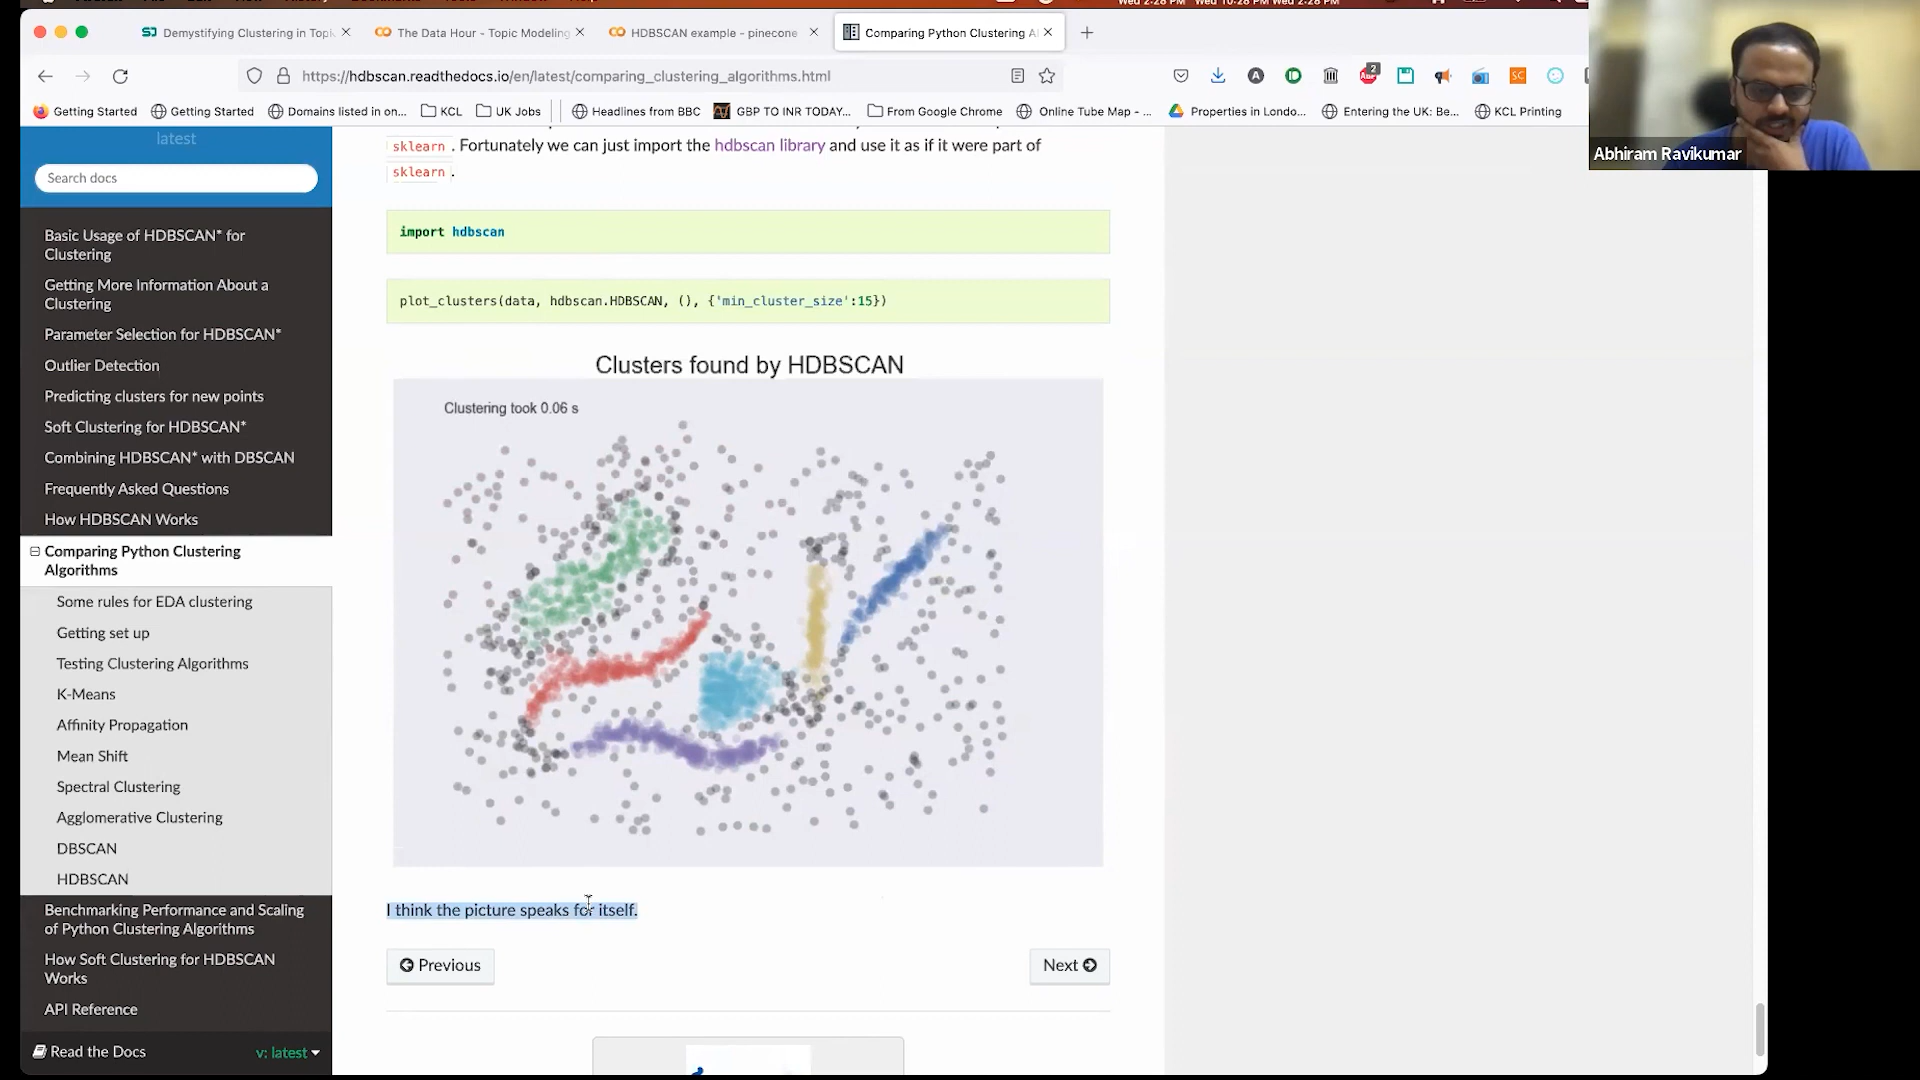 Demystifying Clustering in Topi
The Data Hour - Topic Modeling
HDBSCAN example - pinecone
Comparing Python Clustering A
https://hdbscan.readthedocs.io/en/latest/comparing_clustering_algorithms.html
2
A
SC
Getting Started
Getting Started
Domains listed in on...
KCL
UK Jobs
Headlines from BBC
GBP TO INR TODAY...
From Google Chrome
Online Tube Map - ...
Properties in London...
Entering the UK: Be...
KCL Printing
Abhiram Ravikumar
latest
Search docs
Basic Usage of HDBSCAN* for
Clustering
Getting More Information About a
Clustering
Parameter Selection for HDBSCAN*
Outlier Detection
Predicting clusters for new points
Soft Clustering for HDBSCAN*
Combining HDBSCAN* with DBSCAN
Frequently Asked Questions
How HDBSCAN Works
Comparing Python Clustering
Algorithms
Some rules for EDA clustering
Getting set up
Testing Clustering Algorithms
K-Means
Affinity Propagation
Mean Shift
Spectral Clustering
Agglomerative Clustering
DBSCAN
HDBSCAN
Benchmarking Performance and Scaling
of Python Clustering Algorithms
How Soft Clustering for HDBSCAN
Works
API Reference
Read the Docs
v: latest
sklearn . Fortunately we can just import the hdbscan library and use it as if it were part of
sklearn .
import hdbscan
plot_clusters(data, hdbscan.HDBSCAN, (), {'min_cluster_size':15})
Clusters found by HDBSCAN
Clustering took 0.06 s
I think the picture speaks for itself.
Previous
Next